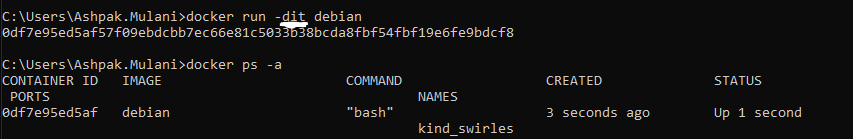 C:\Users\Ashpak.Mulani>docker run -dit debian
0df7e95ed5af57f09ebdcbb7ec66e81c5033b38bcda8fbf54fbf19e6fe9bdcf8
C:\Users\Ashpak.Mulani>docker ps -a
CONTAINER ID   IMAGE   COMMAND   CREATED   STATUS
PORTS   NAMES
0df7e95ed5af   debian   "bash"   3 seconds ago   Up 1 second
kind_swirles